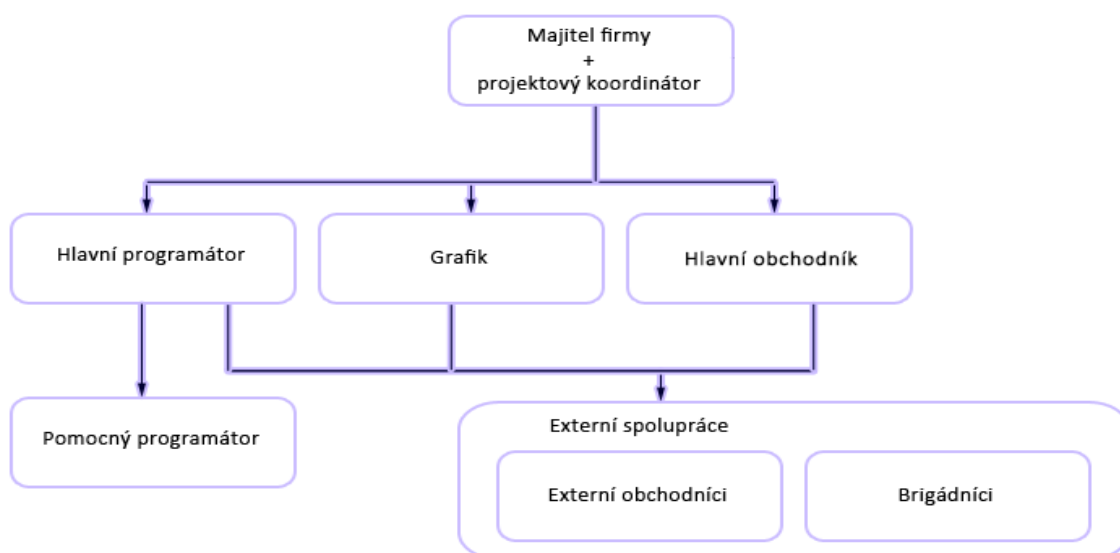 Majitel firmy
+
projektový koordinátor
Hlavní programátor
Grafik
Hlavní obchodník
Pomocný programátor
Externí spolupráce
Externí obchodníci
Brigádníci